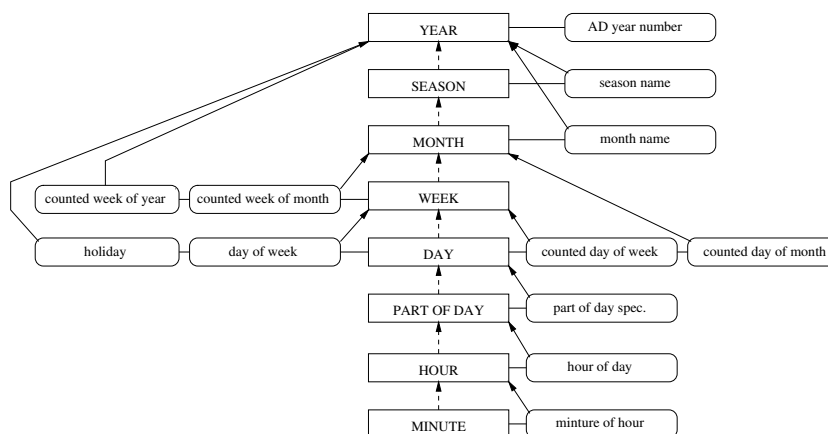 YEAR
AD year number
SEASON
season name
MONTH
month name
counted week of year
counted week of month
WEEK
holiday
day of week
DAY
counted day of week
counted day of month
PART OF DAY
part of day spec.
HOUR
hour of day
MINUTE
minture of hour